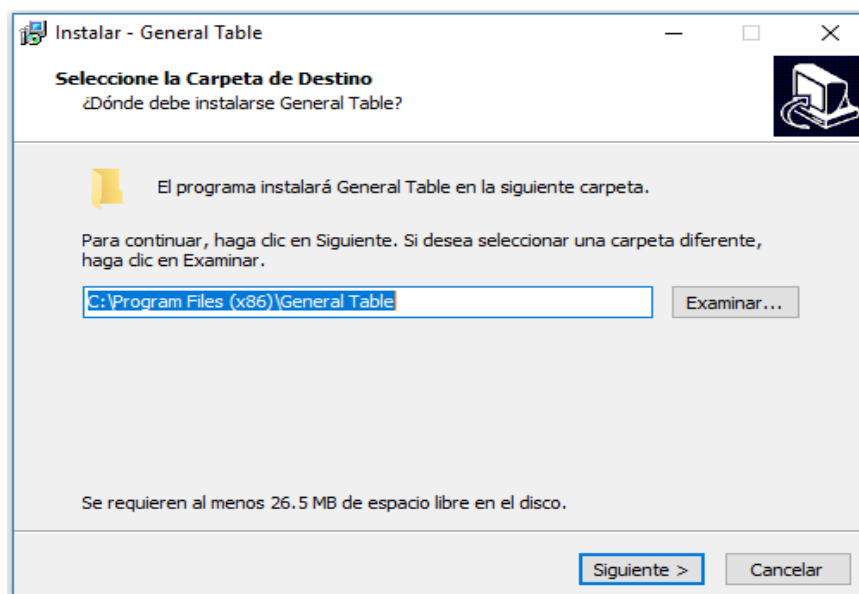 Instalar - General Table
Seleccione la Carpeta de Destino
¿Dónde debe instalarse General Table?
El programa instalará General Table en la siguiente carpeta.
Para continuar, haga clic en Siguiente. Si desea seleccionar una carpeta diferente,
haga clic en Examinar.
C:\Program Files (x86)\General Table
Examinar...
Se requieren al menos 26.5 MB de espacio libre en el disco.
Siguiente >
Cancelar